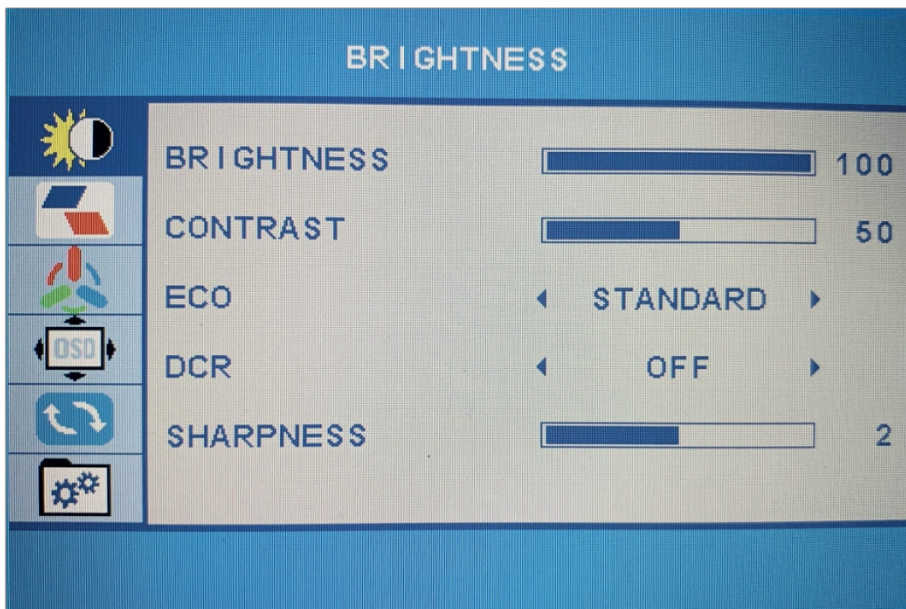 BRIGHTNESS
BRIGHTNESS 100
CONTRAST 50
ECO STANDARD
DCR OFF
OSD
SHARPNESS 2